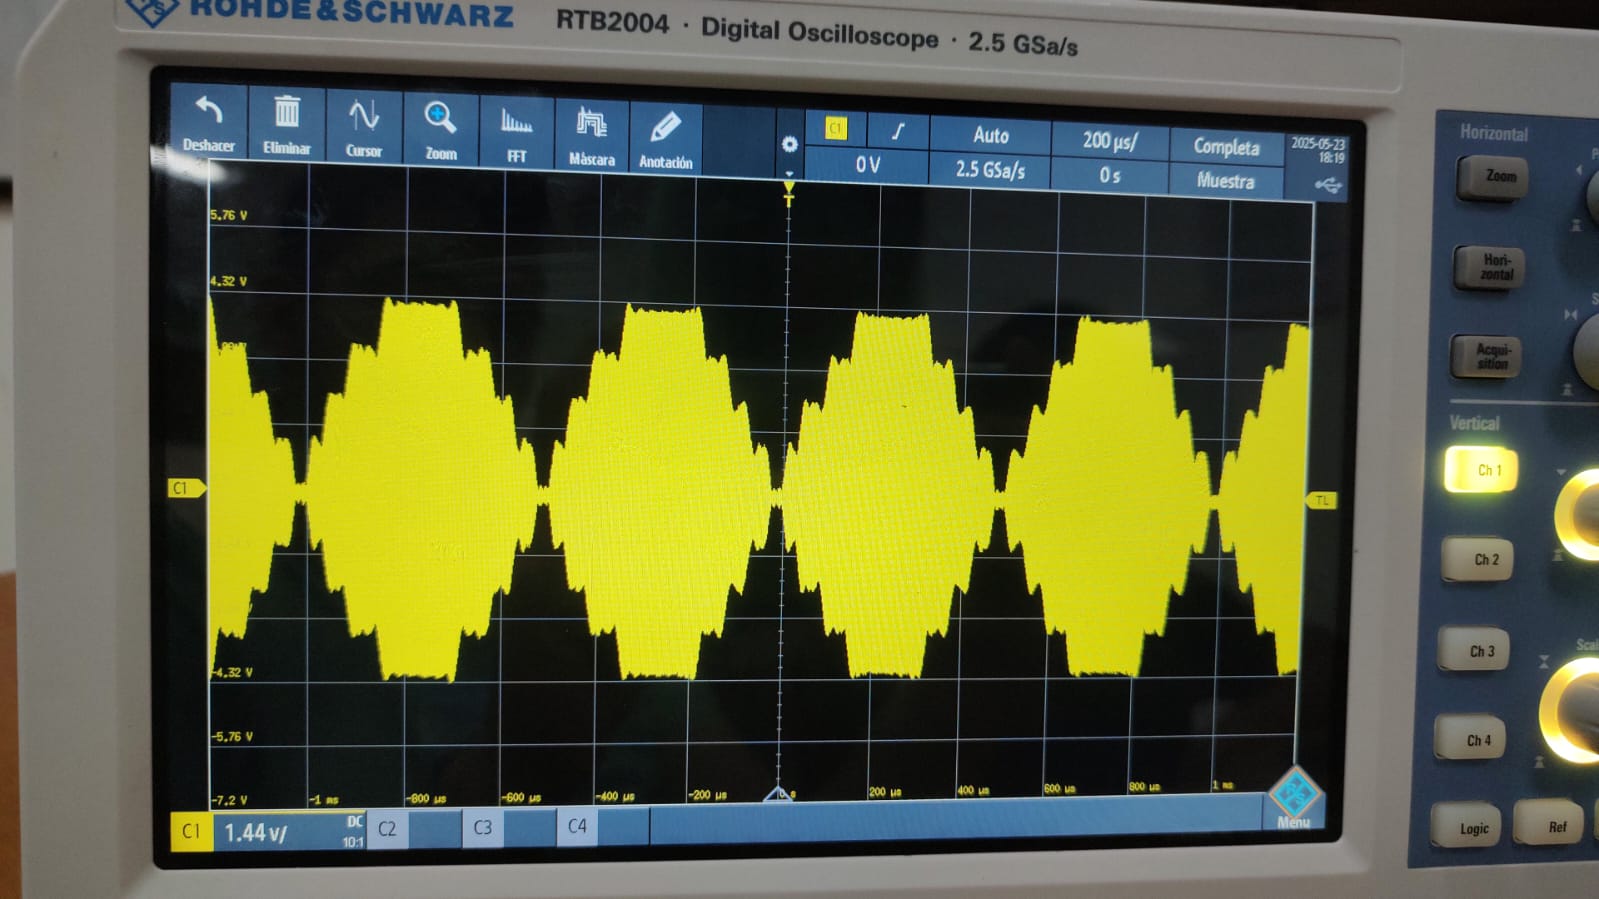 ROHDE&SCHWARZ
RTB2004 · Digital Oscilloscope · 2.5 GSa/s
Deshacer Eliminar Cursor Zoom FFT Máscara Anotación
C1 Auto 200 µs/ Completa 2025-05-23
18:19
0 V 2.5 GSa/s 0 s Muestra
T
5.76 V
4.32 V
C1
TL
-4.32 V
-5.76 V
-7.2 V -1 ms -800 µs -600 µs -400 µs -200 µs 0 s 200 µs 400 µs 600 µs 800 µs 1 ms
C1 1.44 V/ DC
10:1
C2 C3 C4
R&S
Menú
Horizontal
Zoom
Hori-
zontal
Acqui-
sition
Vertical
Ch 1
Ch 2
Ch 3
Ch 4
Logic Ref